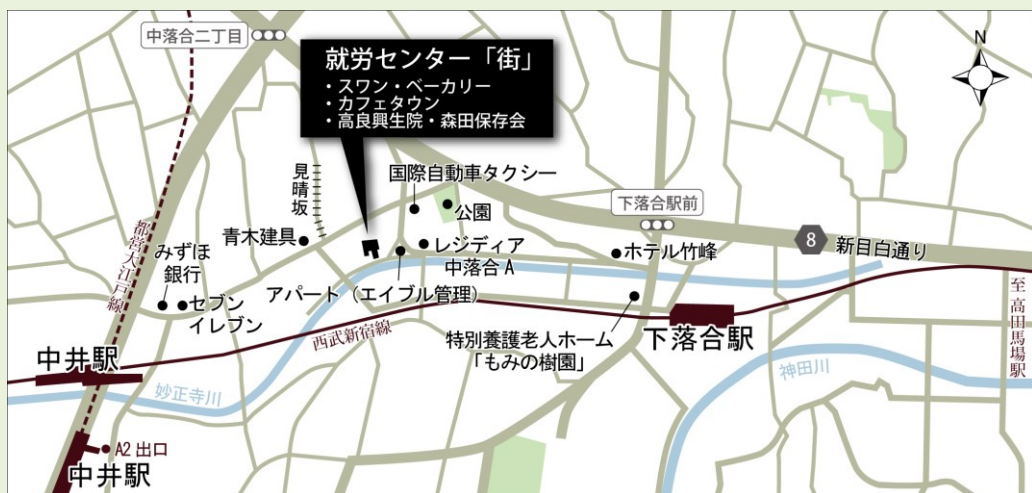 中落合二丁目
就労センター「街」
・スワン・ベーカリー
・カフェタウン
・高良興生院・森田保存会
N
見晴坂
国際自動車タクシー
公園
下落合駅前
青木建具
レジディア
中落合 A
ホテル竹峰
8
新目白通り
都営大江戸線
みずほ
銀行
セブン
イレブン
アパート（エイブル管理）
西武新宿線
特別養護老人ホーム
「もみの樹園」
下落合駅
至 高田馬場駅
中井駅
妙正寺川
神田川
A2 出口
中井駅